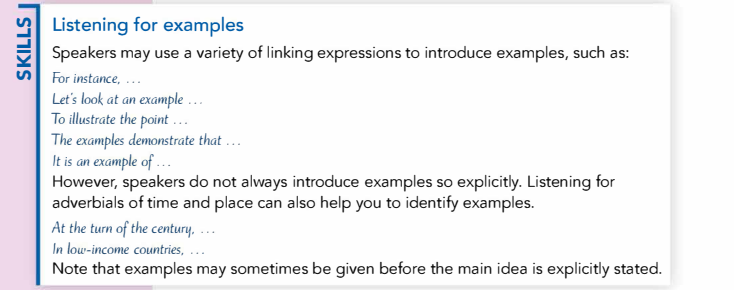 SKILLS
Listening for examples
Speakers may use a variety of linking expressions to introduce examples, such as:
For instance, ...
Let's look at an example ...
To illustrate the point ...
The examples demonstrate that ...
It is an example of ...
However, speakers do not always introduce examples so explicitly. Listening for
adverbials of time and place can also help you to identify examples.
At the turn of the century, ...
In low-income countries, ...
Note that examples may sometimes be given before the main idea is explicitly stated.